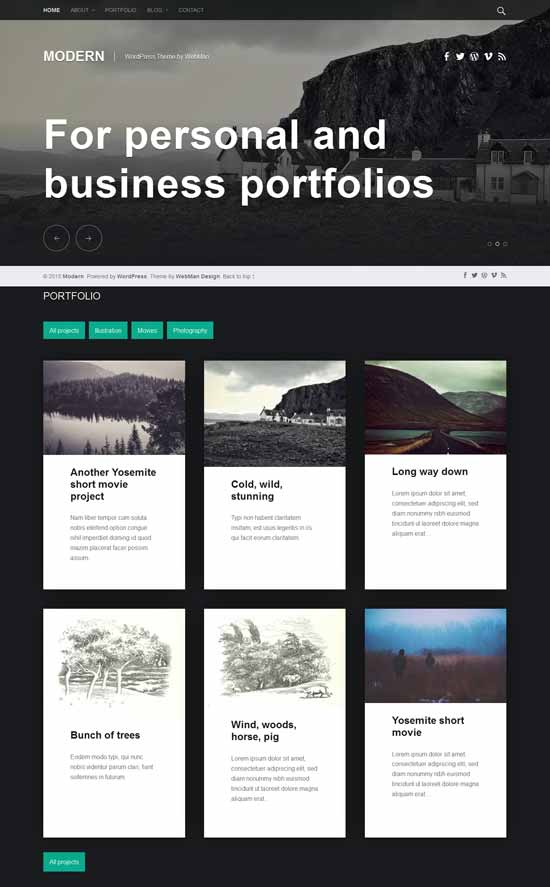 HOME ABOUT PORTFOLIO BLOG CONTACT
MODERN | WordPress Theme by WebMan
For personal and
business portfolios
© 2015 Modern. Powered by WordPress. Theme by WebMan Design. Back to top ↑
PORTFOLIO
All projects Illustration Movies Photography
Another Yosemite
short movie
project
Nam liber tempor cum soluta
nobis eleifend option congue
nihil imperdiet doming id quod
mazim placerat facer possim
assum.
Cold, wild,
stunning
Typi non habent claritatem
insitam; est usus legentis in iis
qui facit eorum claritatem.
Long way down
Lorem ipsum dolor sit amet,
consectetuer adipiscing elit, sed
diam nonummy nibh euismod
tincidunt ut laoreet dolore magna
aliquam erat…
Bunch of trees
Eodem modo typi, qui nunc
nobis videntur parum clari, fiant
sollemnes in futurum.
Wind, woods,
horse, pig
Lorem ipsum dolor sit amet,
consectetuer adipiscing elit, sed
diam nonummy nibh euismod
tincidunt ut laoreet dolore magna
aliquam erat…
Yosemite short
movie
Lorem ipsum dolor sit amet,
consectetuer adipiscing elit, sed
diam nonummy nibh euismod
tincidunt ut laoreet dolore magna
aliquam erat…
All projects